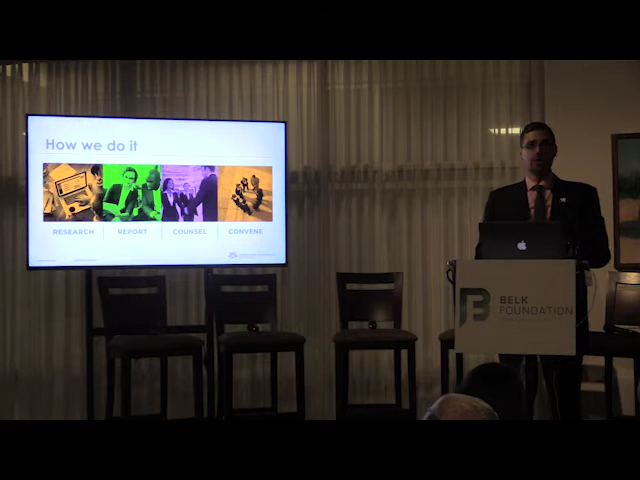 How we do it
RESEARCH
REPORT
COUNSEL
CONVENE
BELK
FOUNDATION